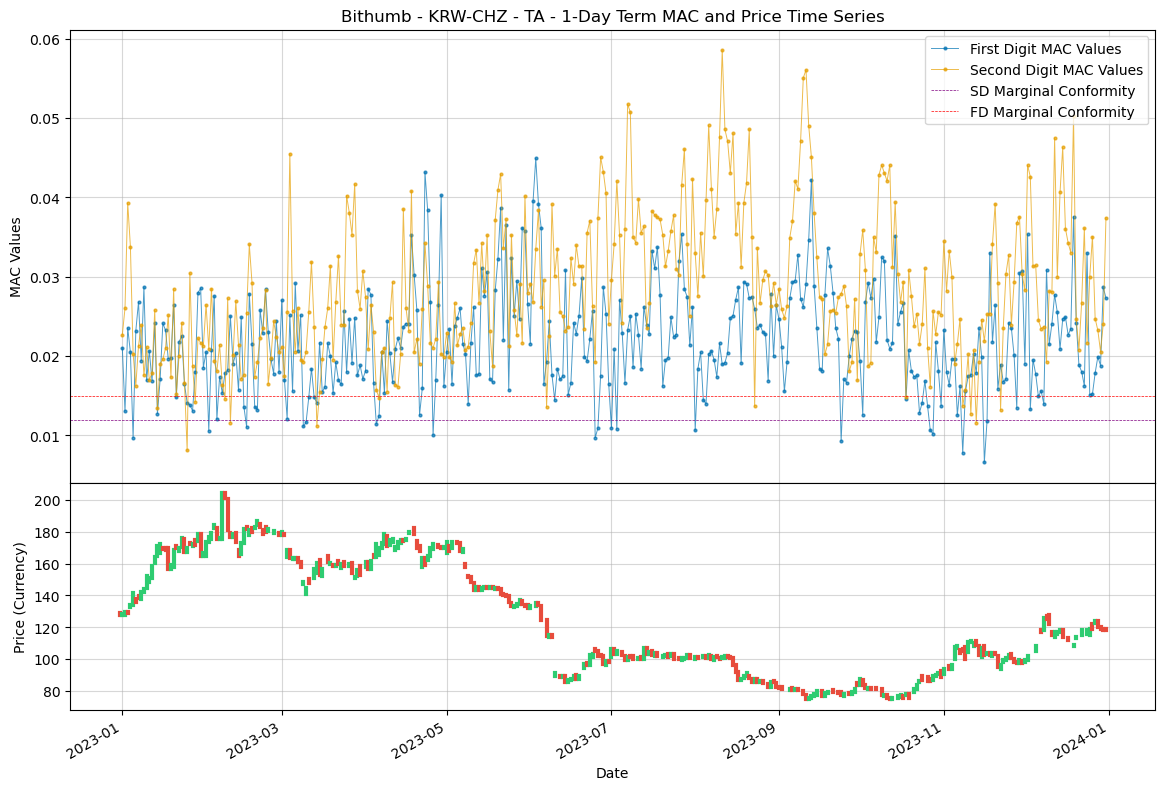 Bithumb - KRW-CHZ - TA - 1-Day Term MAC and Price Time Series
First Digit MAC Values
Second Digit MAC Values
SD Marginal Conformity
FD Marginal Conformity
MAC Values
0.06
0.05
0.04
0.03
0.02
0.01
Price (Currency)
200
180
160
140
120
100
80
2023-01
2023-03
2023-05
2023-07
2023-09
2023-11
2024-01
Date